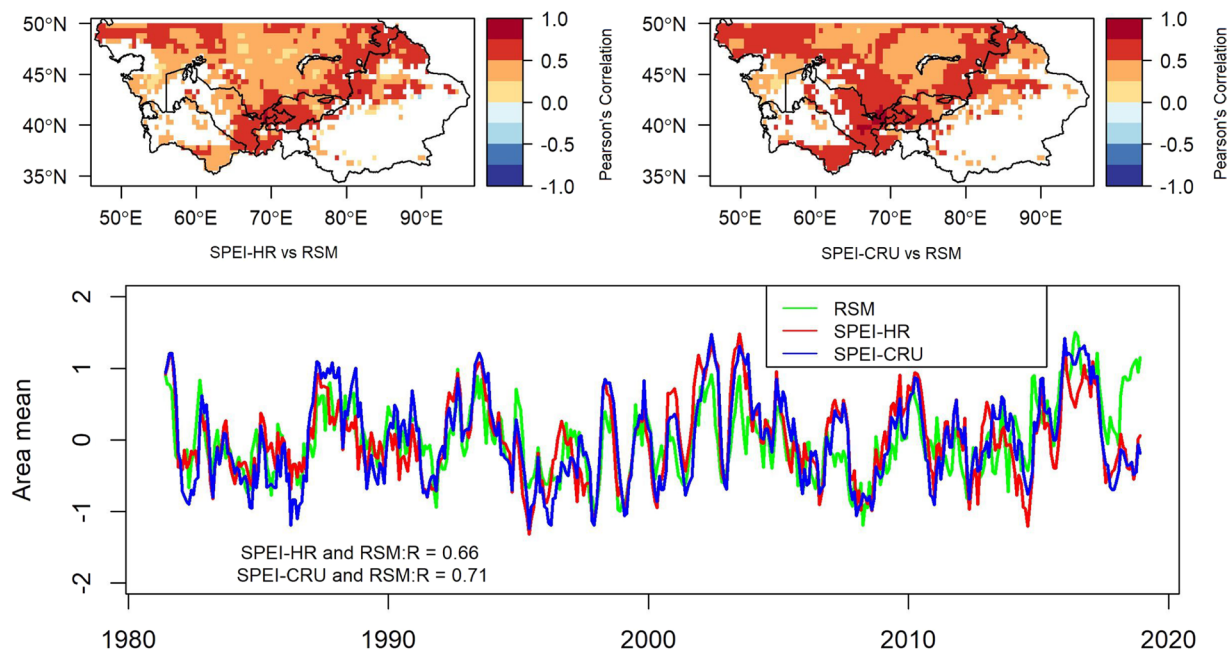 50°N
45°N
40°N
35°N
50°E
60°E
70°E
80°E
90°E
1.0
0.5
0.0
-0.5
-1.0
Pearson's Correlation
SPEI-HR vs RSM
50°N
45°N
40°N
35°N
50°E
60°E
70°E
80°E
90°E
1.0
0.5
0.0
-0.5
-1.0
Pearson's Correlation
SPEI-CRU vs RSM
Area mean
2
1
0
-1
-2
RSM
SPEI-HR
SPEI-CRU
SPEI-HR and RSM:R = 0.66
SPEI-CRU and RSM:R = 0.71
1980
1990
2000
2010
2020